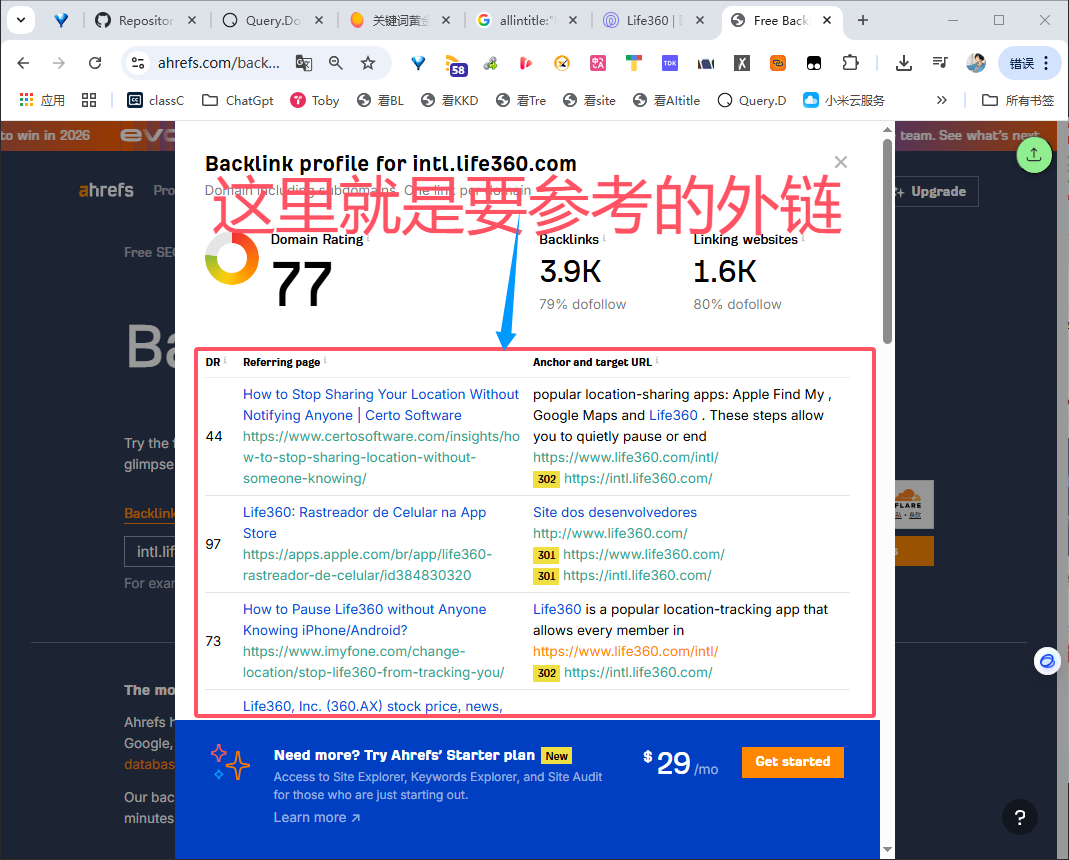 Repositor
Query.Do
关键词黄金
allintitle:"
Life360 |
Free Back
ahrefs.com/back...
58
TDK
错误
应用
classC
ChatGpt
Toby
看BL
看KKD
看Tre
看site
看AItitle
Query.D
小米云服务
所有书签
to win in 2026
evo
team. See what's next
ahrefs
Pro
Upgrade
Free SEO
Ba
Backlink profile for intl.life360.com
Domain including subdomains. One link per domain
这里就是要参考的外链
Domain Rating
77
Backlinks
3.9K
79% dofollow
Linking websites
1.6K
80% dofollow
DR Referring page Anchor and target URL
44
How to Stop Sharing Your Location Without
Notifying Anyone | Certo Software
https://www.certosoftware.com/insights/ho
w-to-stop-sharing-location-without-
someone-knowing/
popular location-sharing apps: Apple Find My ,
Google Maps and Life360 . These steps allow
you to quietly pause or end
https://www.life360.com/intl/
302 https://intl.life360.com/
97
Life360: Rastreador de Celular na App
Store
https://apps.apple.com/br/app/life360-
rastreador-de-celular/id384830320
Site dos desenvolvedores
http://www.life360.com/
301 https://www.life360.com/
301 https://intl.life360.com/
73
How to Pause Life360 without Anyone
Knowing iPhone/Android?
https://www.imyfone.com/change-
location/stop-life360-from-tracking-you/
Life360 is a popular location-tracking app that
allows every member in
https://www.life360.com/intl/
302 https://intl.life360.com/
Life360, Inc. (360.AX) stock price, news,
Try the f
glimpse
Backlink
intl.lif
For exar
FLARE
The mo
Ahrefs h
Google,
databas
Our bac
minutes
Need more? Try Ahrefs' Starter plan New
Access to Site Explorer, Keywords Explorer, and Site Audit
for those who are just starting out.
Learn more
$29/mo
Get started
?